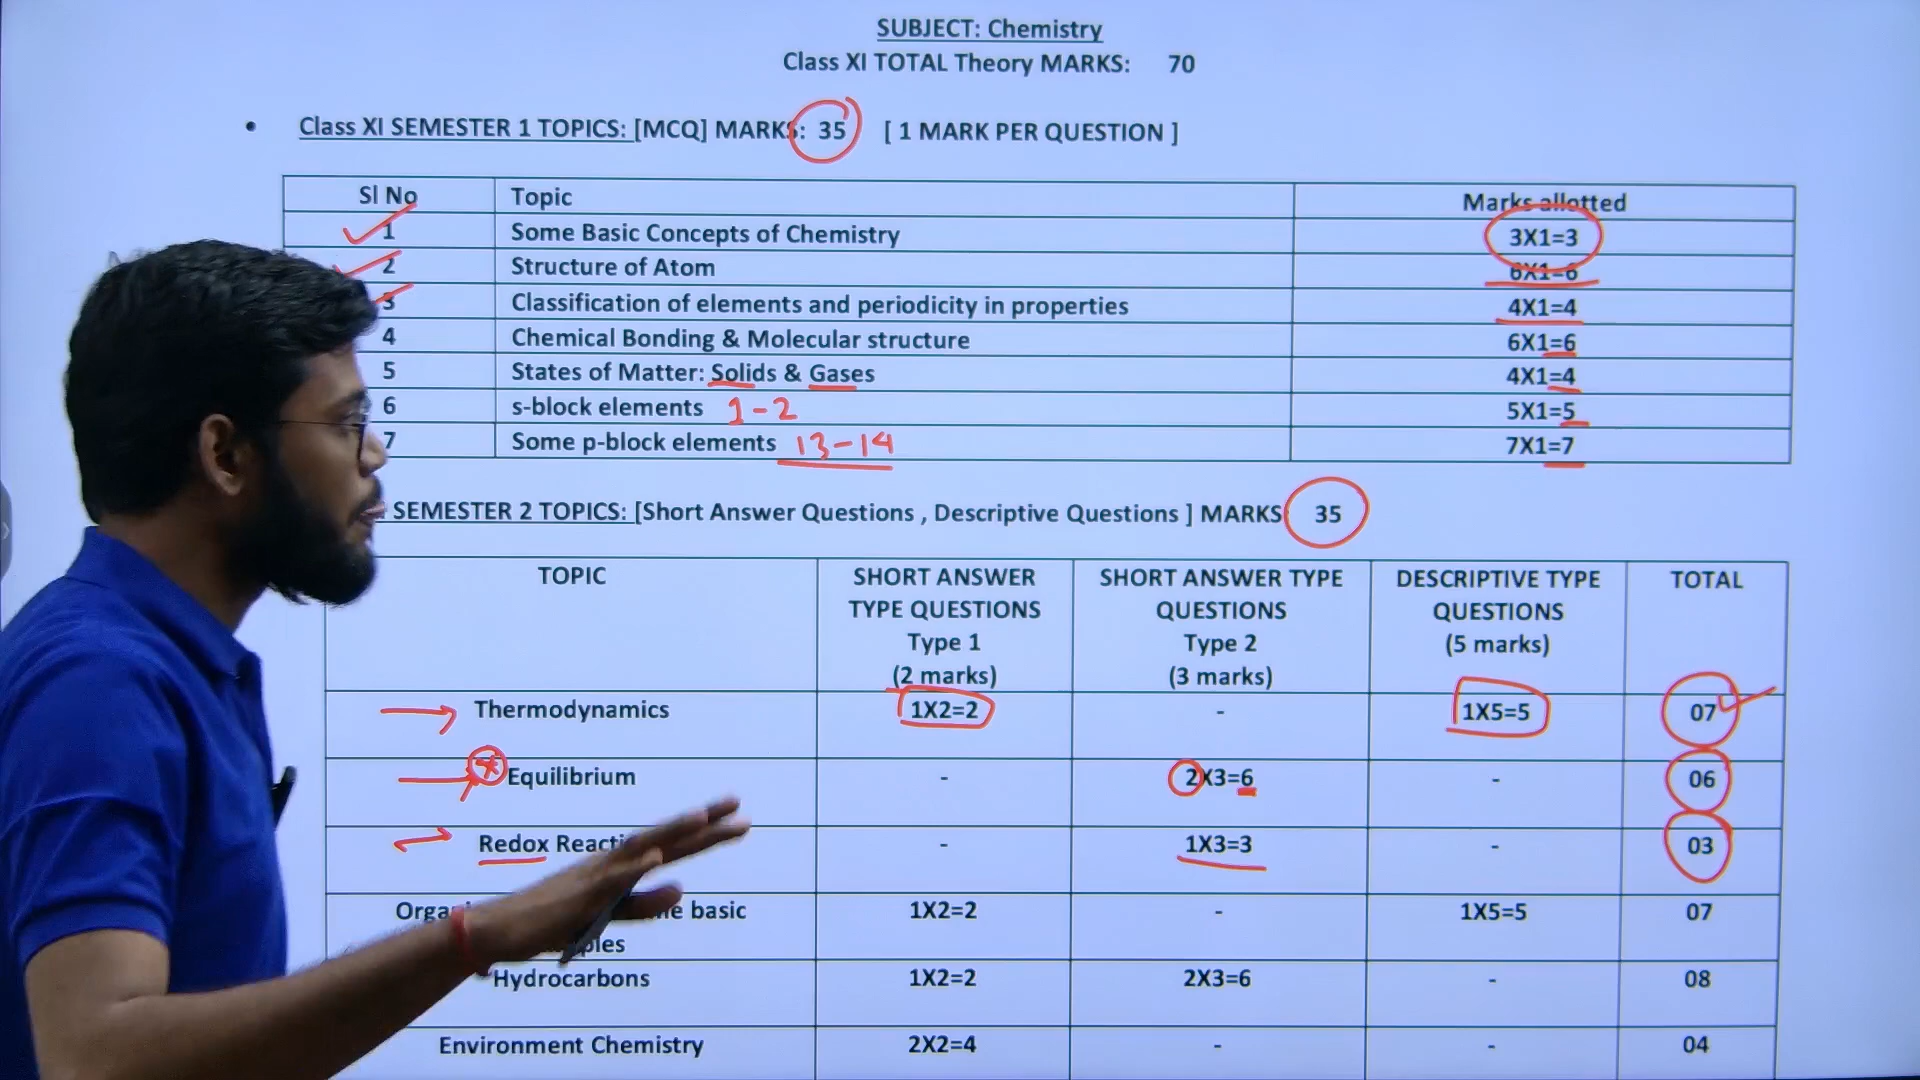 SUBJECT: Chemistry
Class XI TOTAL Theory MARKS: 70
• Class XI SEMESTER 1 TOPICS: [MCQ] MARKS: 35 [ 1 MARK PER QUESTION ]
Sl No Topic Marks allotted
1 Some Basic Concepts of Chemistry 3X1=3
2 Structure of Atom 6X1=6
3 Classification of elements and periodicity in properties 4X1=4
4 Chemical Bonding & Molecular structure 6X1=6
5 States of Matter: Solids & Gases 4X1=4
6 s-block elements 1-2 5X1=5
7 Some p-block elements 13-14 7X1=7
SEMESTER 2 TOPICS: [Short Answer Questions , Descriptive Questions ] MARKS 35
TOPIC SHORT ANSWER SHORT ANSWER TYPE DESCRIPTIVE TYPE TOTAL
TYPE QUESTIONS QUESTIONS QUESTIONS
Type 1 Type 2 (5 marks)
(2 marks) (3 marks)
Thermodynamics 1X2=2 - 1X5=5 07
Equilibrium - 2X3=6 - 06
Redox - 1X3=3 - 03
basic 1X2=2 - 1X5=5 07
Hydrocarbons 1X2=2 2X3=6 - 08
Environment Chemistry 2X2=4 - - 04